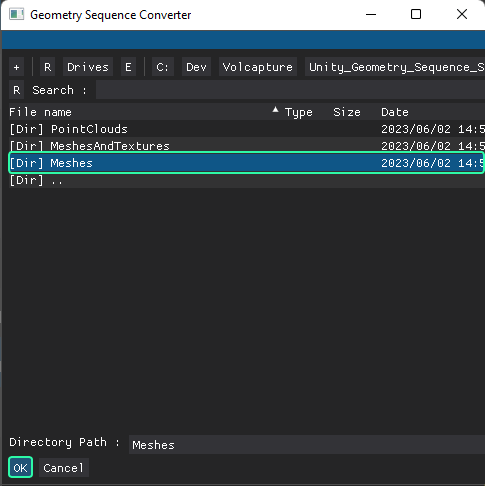 Geometry Sequence Converter
+ R Drives E C: Dev Volcapture Unity_Geometry_Sequence_S
R Search :
File name Type Size Date
[Dir] PointClouds 2023/06/02 14:5
[Dir] MeshesAndTextures 2023/06/02 14:5
[Dir] Meshes 2023/06/02 14:5
[Dir] ..
Directory Path : Meshes
OK Cancel